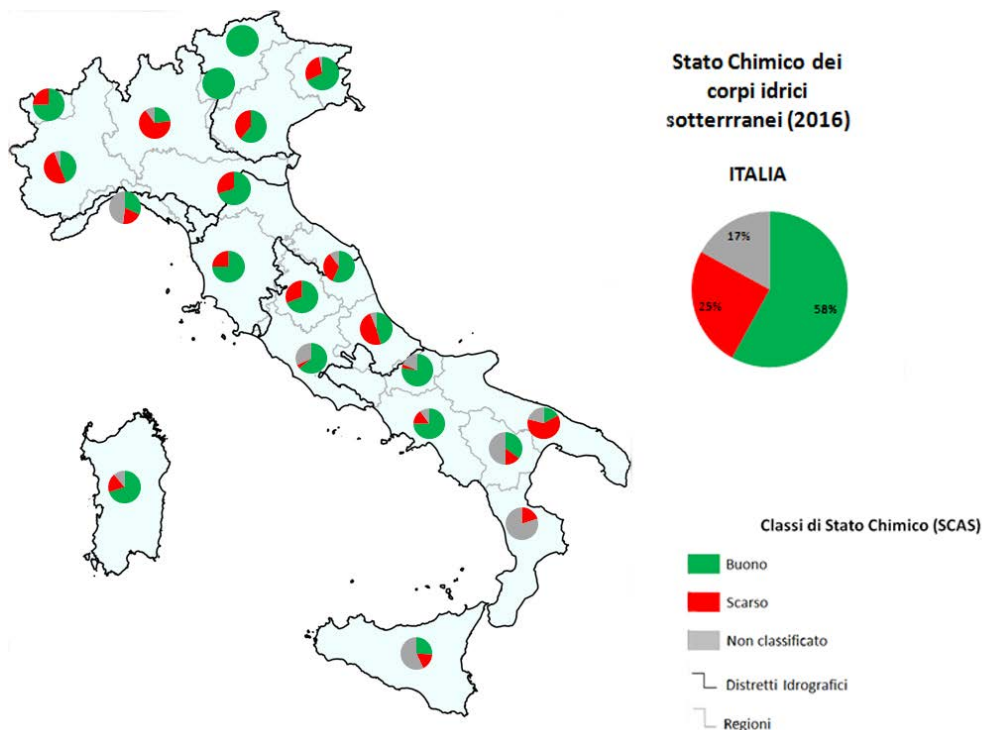 Stato Chimico dei
corpi idrici
sotterrranei (2016)
ITALIA
17%
25%
58%
Classi di Stato Chimico (SCAS)
Buono
Scarso
Non classificato
Distretti Idrografici
Regioni